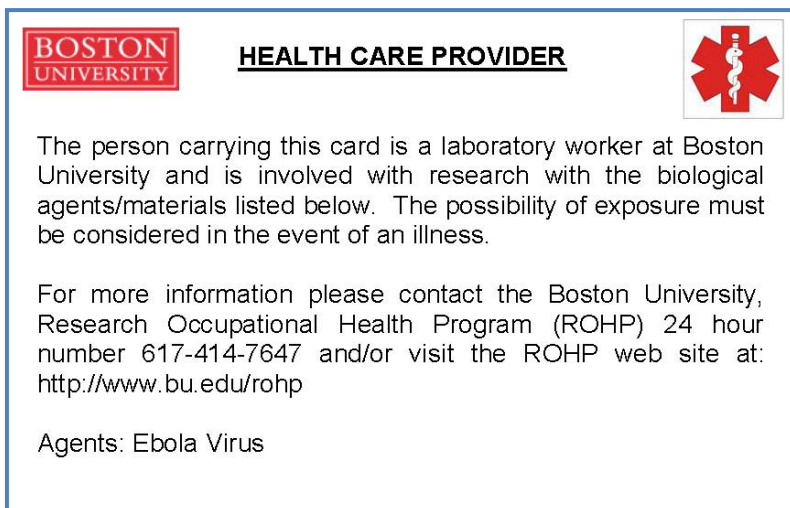 BOSTON
UNIVERSITY
HEALTH CARE PROVIDER
The person carrying this card is a laboratory worker at Boston
University and is involved with research with the biological
agents/materials listed below. The possibility of exposure must
be considered in the event of an illness.
For more information please contact the Boston University,
Research Occupational Health Program (ROHP) 24 hour
number 617-414-7647 and/or visit the ROHP web site at:
http://www.bu.edu/rohp
Agents: Ebola Virus